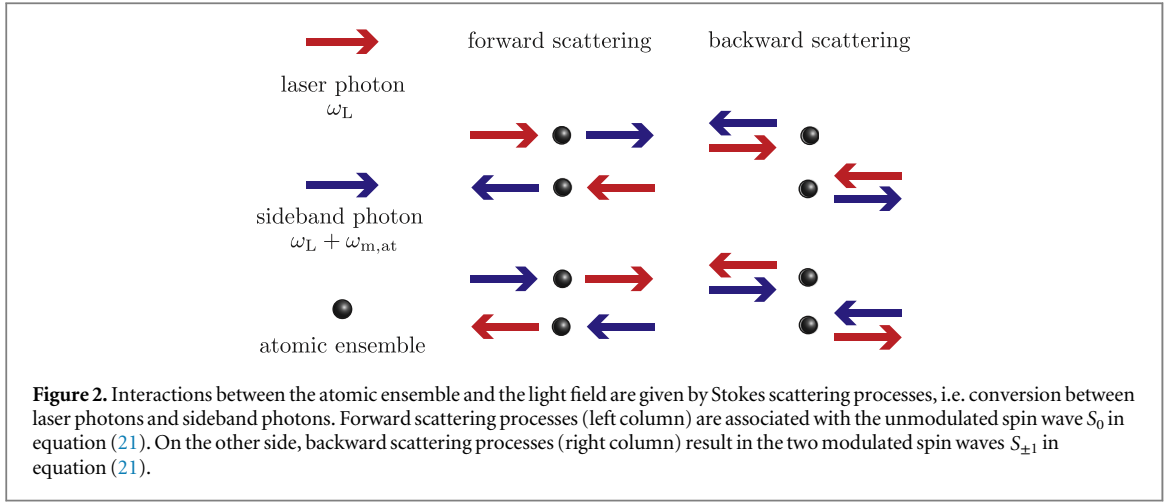 forward scattering
backward scattering
laser photon
ω_L
sideband photon
ω_L + ω_m,at
atomic ensemble
Figure 2. Interactions between the atomic ensemble and the light field are given by Stokes scattering processes, i.e. conversion between
laser photons and sideband photons. Forward scattering processes (left column) are associated with the unmodulated spin wave S₀ in
equation (21). On the other side, backward scattering processes (right column) result in the two modulated spin waves S±₁ in
equation (21).